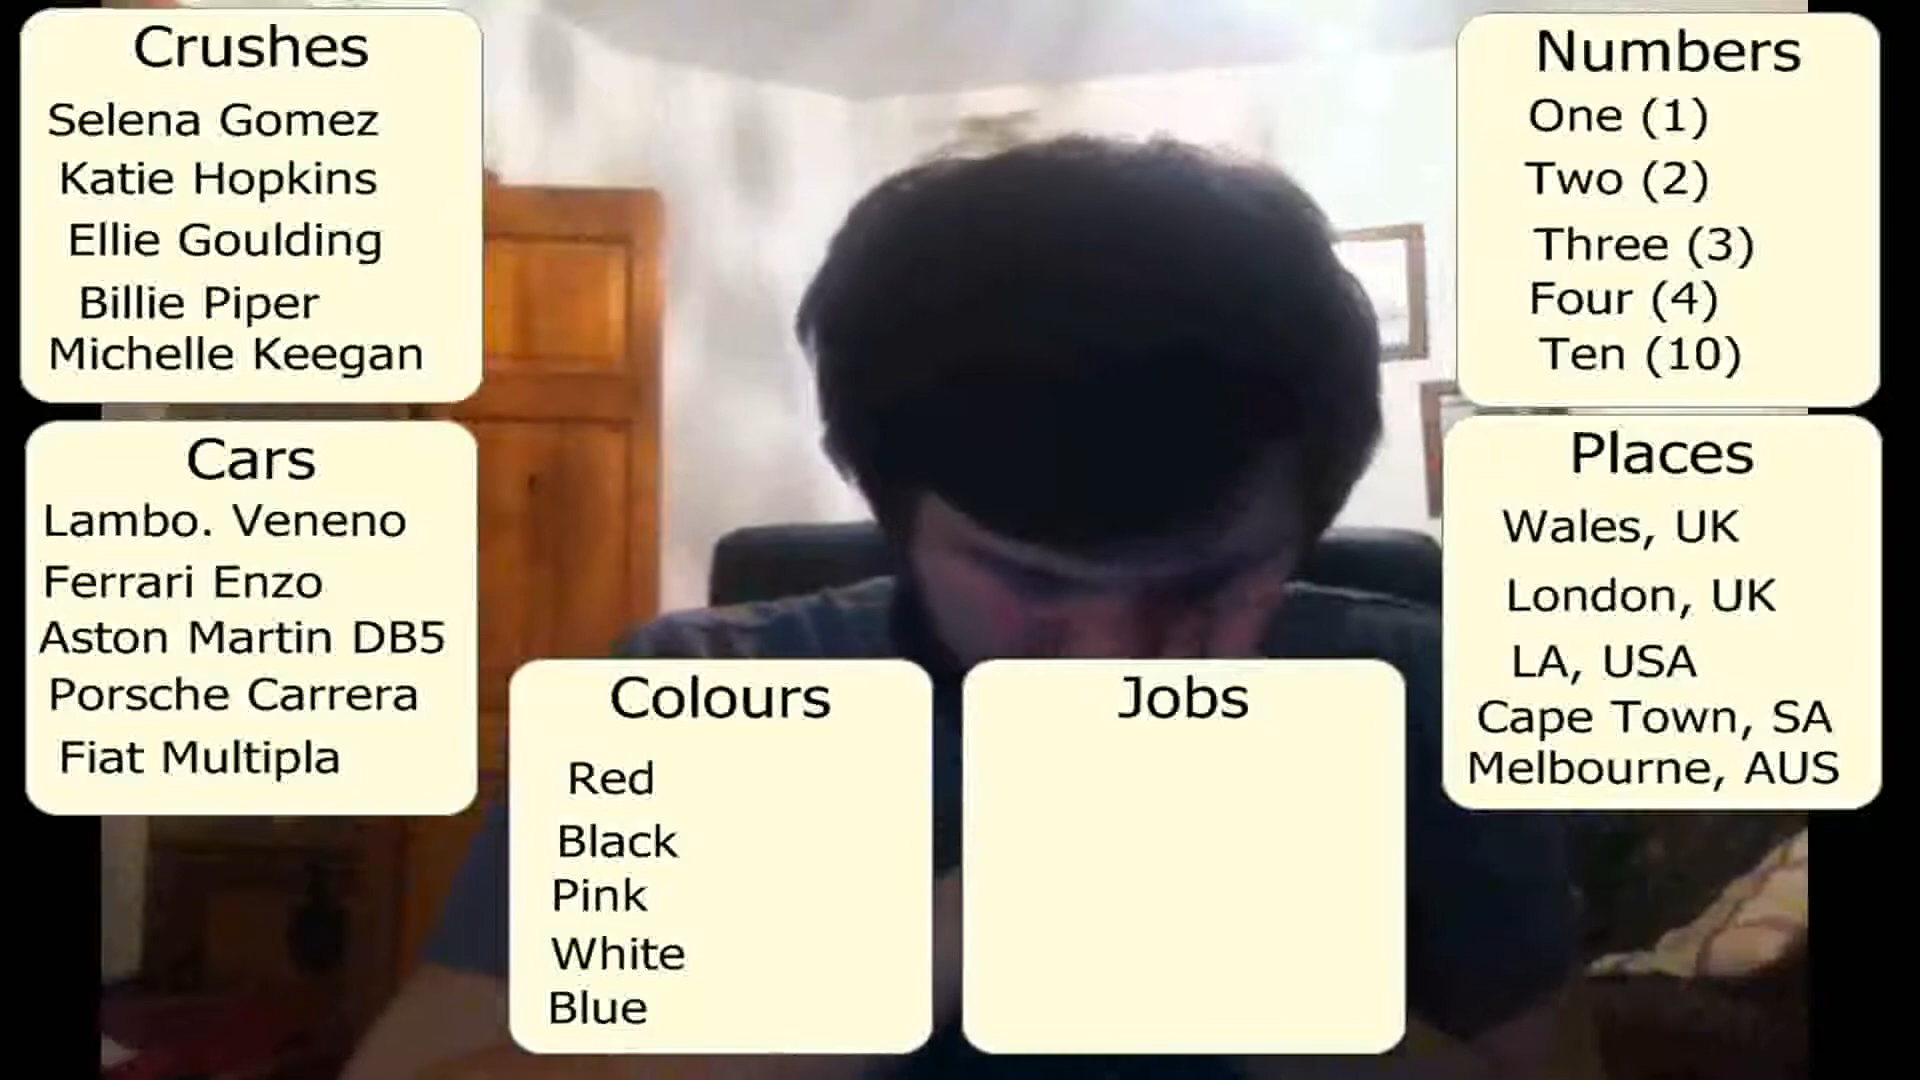 Crushes
Selena Gomez
Katie Hopkins
Ellie Goulding
Billie Piper
Michelle Keegan
Numbers
One (1)
Two (2)
Three (3)
Four (4)
Ten (10)
Cars
Lambo. Veneno
Ferrari Enzo
Aston Martin DB5
Porsche Carrera
Fiat Multipla
Places
Wales, UK
London, UK
LA, USA
Cape Town, SA
Melbourne, AUS
Colours
Red
Black
Pink
White
Blue
Jobs